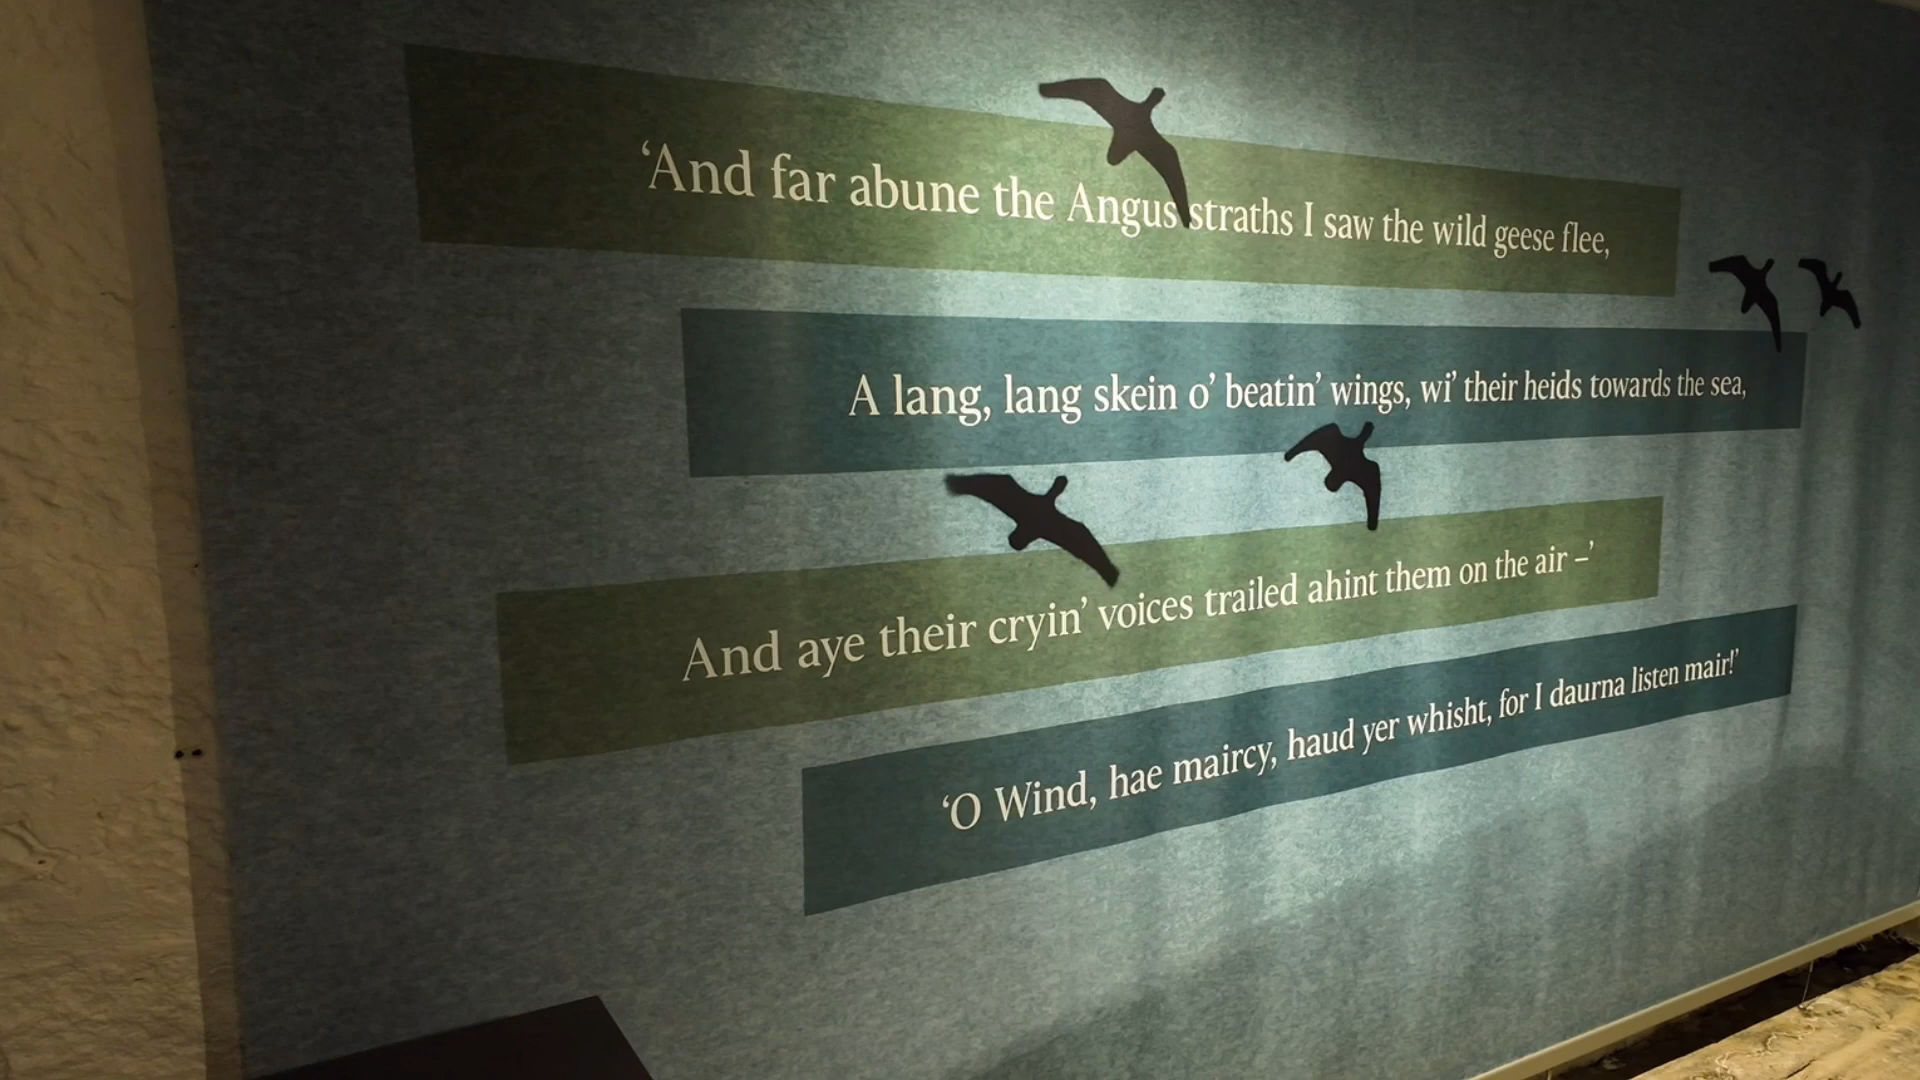 ‘And far abune the Angus straths I saw the wild geese flee,
A lang, lang skein o’ beatin’ wings, wi’ their heids towards the sea,
And aye their cryin’ voices trailed ahint them on the air –’
‘O Wind, hae maircy, haud yer whisht, for I daurna listen mair!’